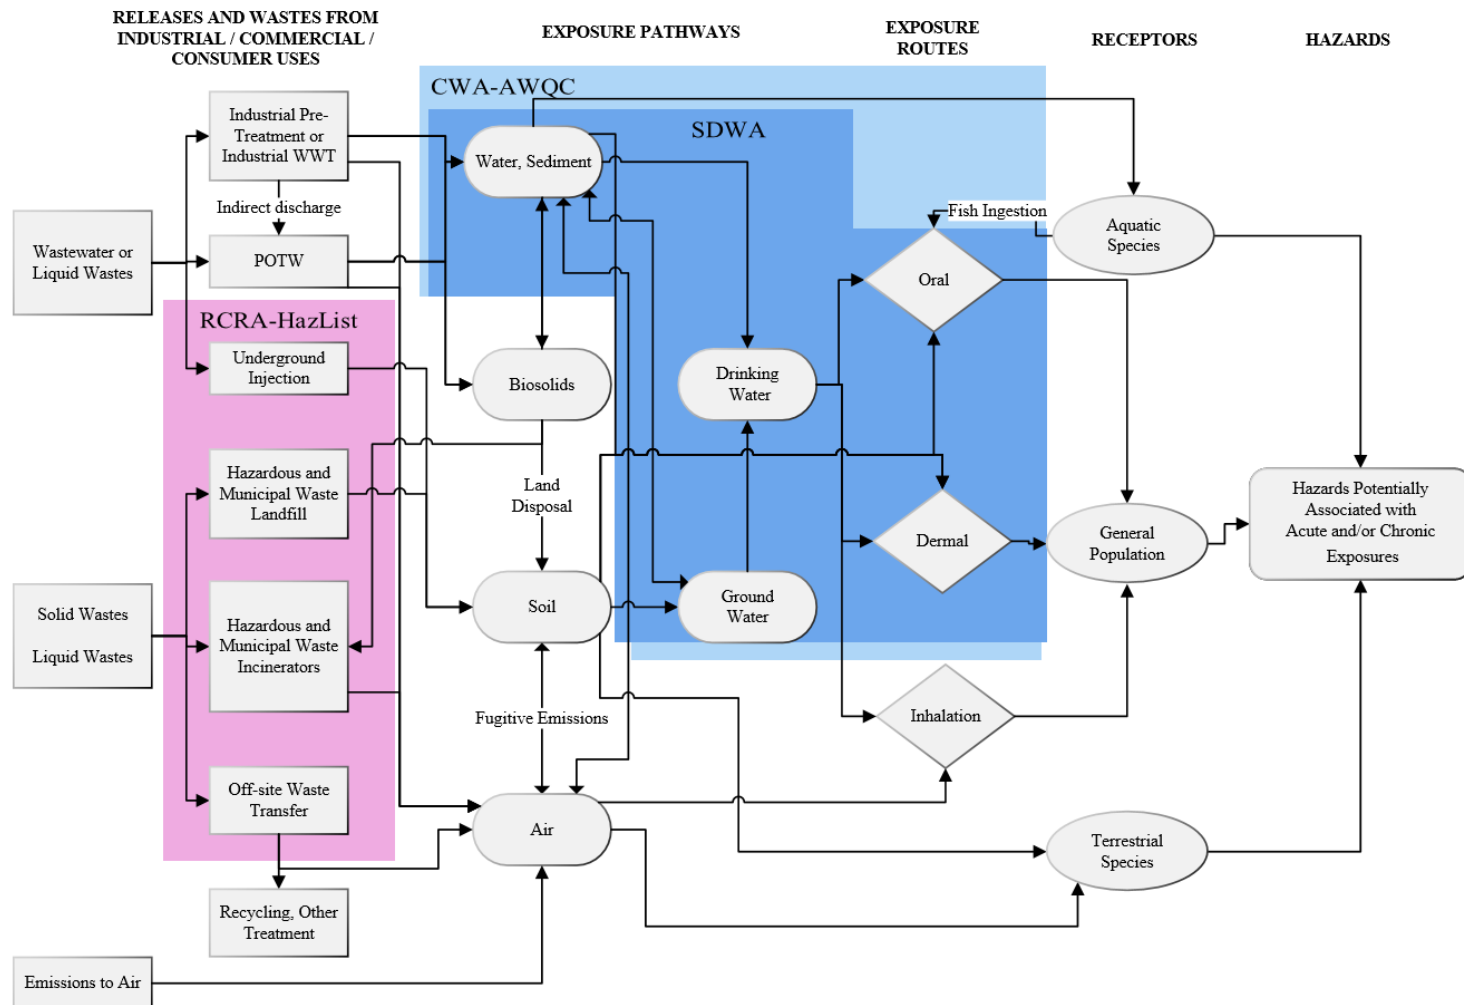 RELEASES AND WASTES FROM
INDUSTRIAL / COMMERCIAL /
CONSUMER USES
EXPOSURE PATHWAYS
EXPOSURE
ROUTES
RECEPTORS
HAZARDS
CWA-AWQC
SDWA
Industrial Pre-
Treatment or
Industrial WWT
Water, Sediment
Indirect discharge
Wastewater or
Liquid Wastes
POTW
Fish Ingestion
Aquatic
Species
Oral
RCRA-HazList
Underground
Injection
Biosolids
Drinking
Water
Hazardous and
Municipal Waste
Landfill
Land
Disposal
Dermal
General
Population
Hazards Potentially
Associated with
Acute and/or Chronic
Exposures
Solid Wastes
Liquid Wastes
Hazardous and
Municipal Waste
Incinerators
Soil
Ground
Water
Fugitive Emissions
Inhalation
Off-site Waste
Transfer
Air
Terrestrial
Species
Recycling, Other
Treatment
Emissions to Air